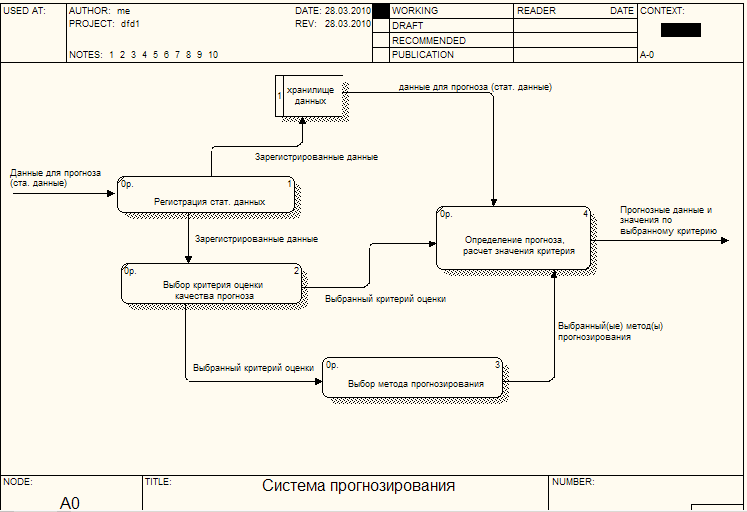 USED AT:
AUTHOR: me
DATE: 28.03.2010
PROJECT: dfd1
REV: 28.03.2010
NOTES: 1 2 3 4 5 6 7 8 9 10
WORKING
DRAFT
RECOMMENDED
PUBLICATION
READER
DATE
CONTEXT:
A-0
1
хранилище
данных
данные для прогноза (стат. данные)
Зарегистрированные данные
Данные для прогноза
(ста. данные)
0р.
1
Регистрация стат. данных
0р.
4
Определение прогноза,
расчет значения критерия
Прогнозные данные и
значения по
выбранному критерию
Зарегистрированные данные
0р.
2
Выбор критерия оценки
качества прогноза
Выбранный критерий оценки
Выбранный(ые) метод(ы)
прогнозирования
Выбранный критерий оценки
0р.
3
Выбор метода прогнозирования
NODE:
A0
TITLE:
Система прогнозирования
NUMBER: